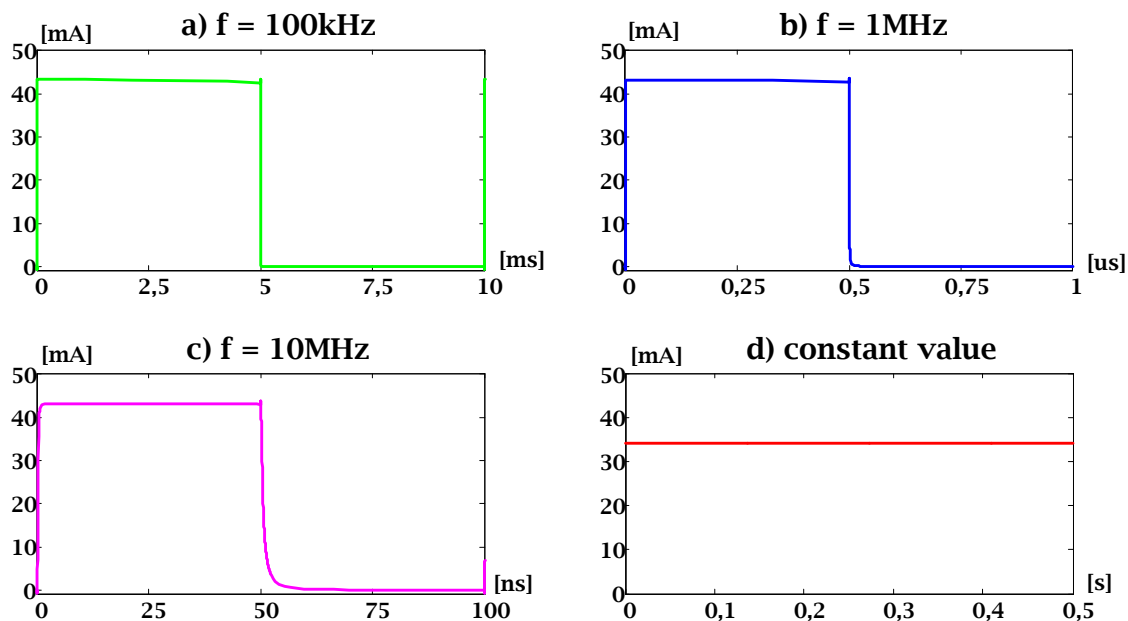 a) f = 100kHz
[mA]
50
40
30
20
10
0
0 2,5 5 7,5 10
[ms]
b) f = 1MHz
[mA]
50
40
30
20
10
0
0 0,25 0,5 0,75 1
[us]
c) f = 10MHz
[mA]
50
40
30
20
10
0
0 25 50 75 100
[ns]
d) constant value
[mA]
50
40
30
20
10
0
0 0,1 0,2 0,3 0,4 0,5
[s]